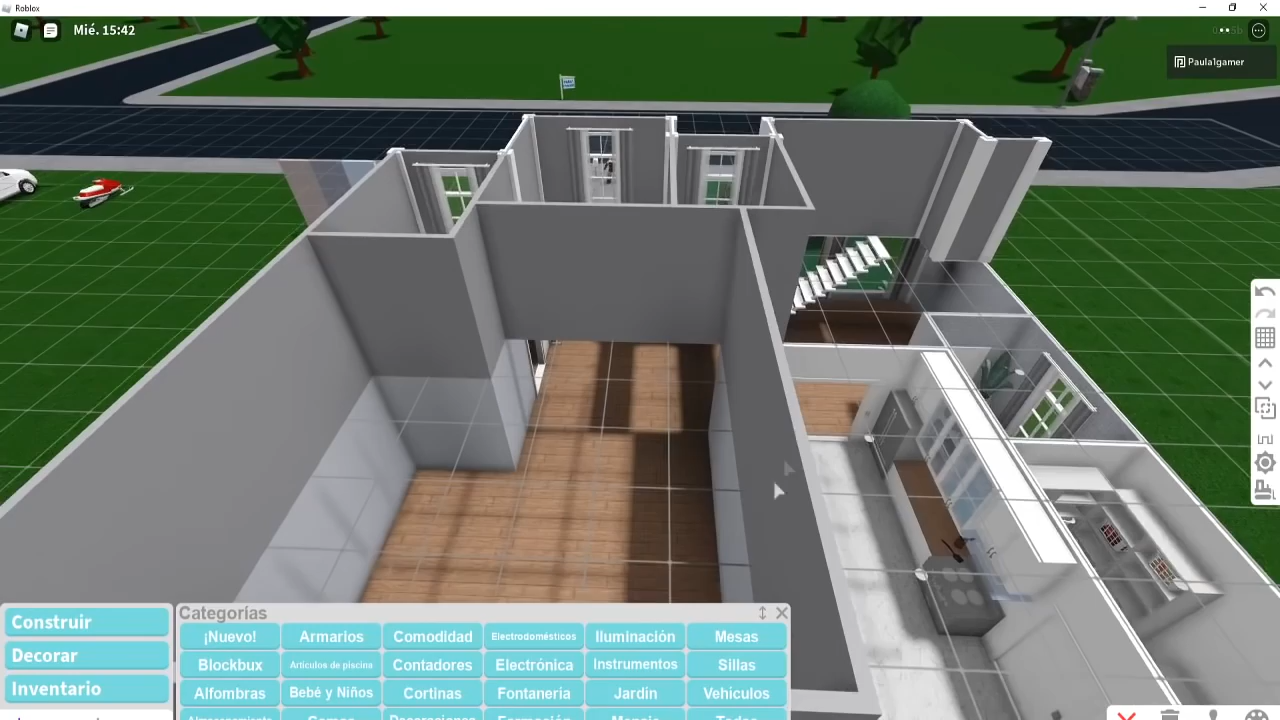 Roblox
Mié. 15:42
Paula1gamer
Construir
Decorar
Inventario
Categorías
¡Nuevo! Armarios Comodidad Electrodomésticos Iluminación Mesas
Blockbux Artículos de piscina Contadores Electrónica Instrumentos Sillas
Alfombras Bebé y Niños Cortinas Fontanería Jardín Vehículos